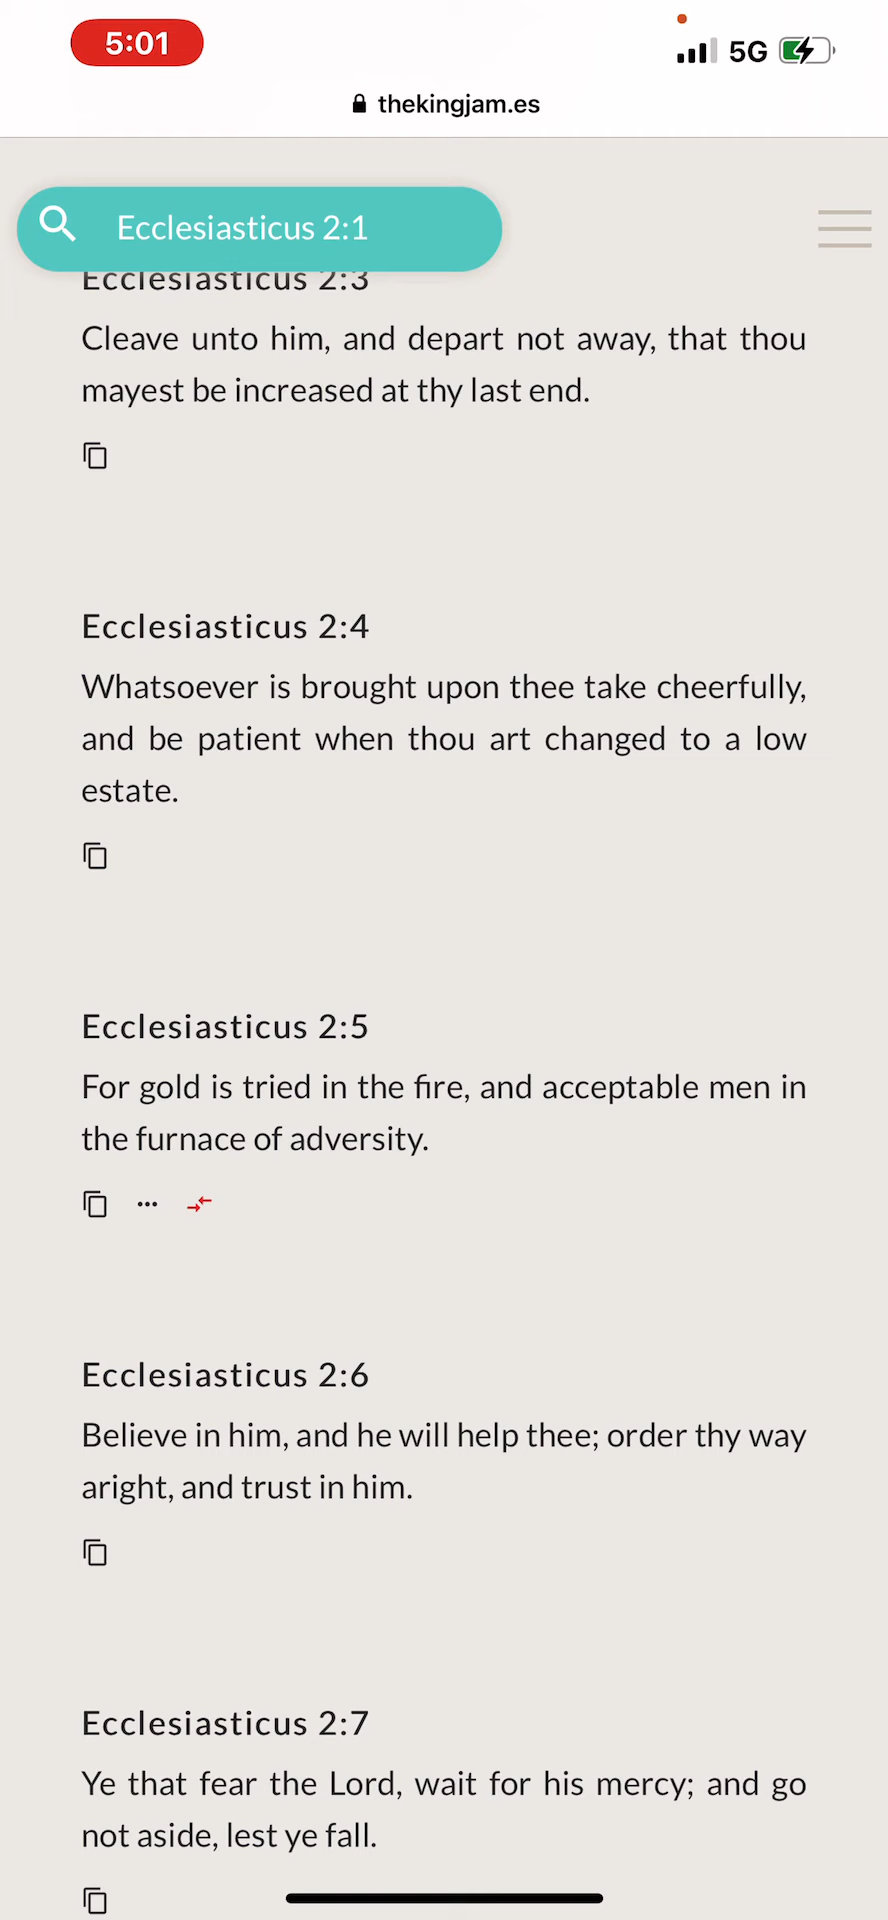 5:01
5G
thekingjam.es
Ecclesiasticus 2:1
Ecclesiasticus 2:3
Cleave unto him, and depart not away, that thou
mayest be increased at thy last end.
Ecclesiasticus 2:4
Whatsoever is brought upon thee take cheerfully,
and be patient when thou art changed to a low
estate.
Ecclesiasticus 2:5
For gold is tried in the fire, and acceptable men in
the furnace of adversity.
Ecclesiasticus 2:6
Believe in him, and he will help thee; order thy way
aright, and trust in him.
Ecclesiasticus 2:7
Ye that fear the Lord, wait for his mercy; and go
not aside, lest ye fall.